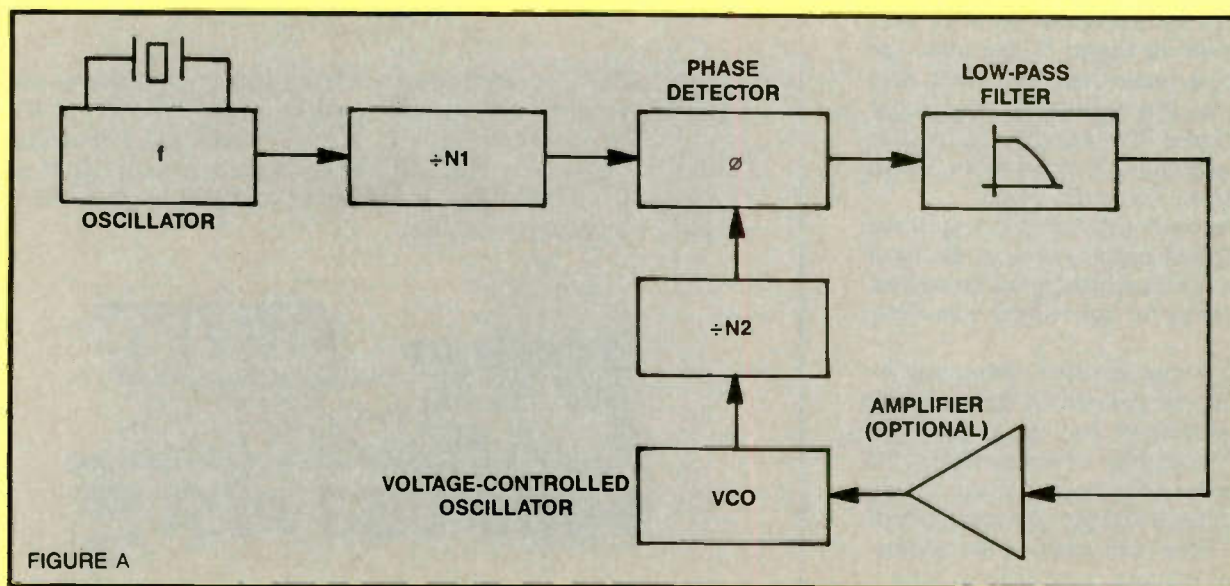 PHASE
DETECTOR
LOW-PASS
FILTER
f
÷N1
ø
OSCILLATOR
÷N2
AMPLIFIER
(OPTIONAL)
VOLTAGE-CONTROLLED
OSCILLATOR
VCO
FIGURE A